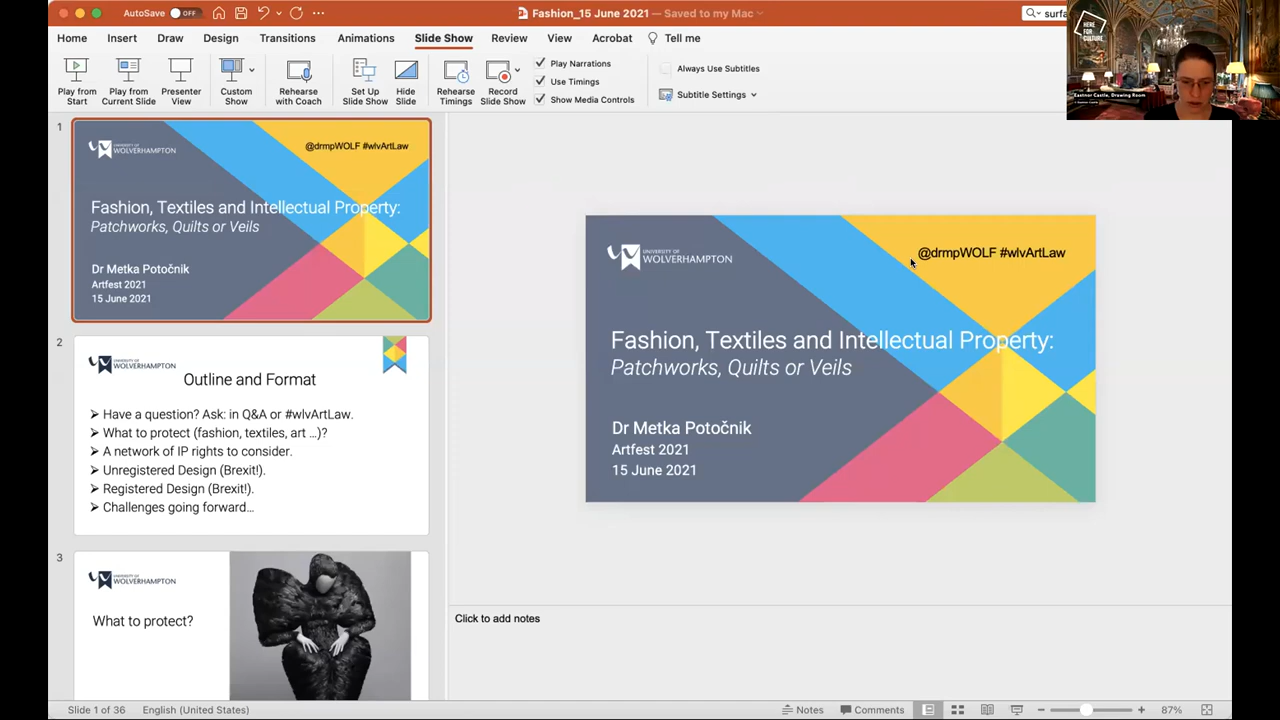 AutoSave OFF
Fashion_15 June 2021 — Saved to my Mac
surfa
Home Insert Draw Design Slide Show Transitions Animations Review View Acrobat Tell me
Play from Start
Play from Current Slide
Presenter View
Custom Show
Rehearse with Coach
Set Up Slide Show
Hide Slide
Rehearse Timings
Record Slide Show
Play Narrations
Use Timings
Show Media Controls
Always Use Subtitles
Subtitle Settings
HERE
FOR
CULTURE
Eastnor Castle, Drawing Room
1
UNIVERSITY OF
WOLVERHAMPTON
@drmpWOLF #wlvArtLaw
Fashion, Textiles and Intellectual Property:
Patchworks, Quilts or Veils
Dr Metka Potočnik
Artfest 2021
15 June 2021
2
UNIVERSITY OF
WOLVERHAMPTON
Outline and Format
Have a question? Ask: in Q&A or #wlvArtLaw.
What to protect (fashion, textiles, art ...)?
A network of IP rights to consider.
Unregistered Design (Brexit!).
Registered Design (Brexit!).
Challenges going forward...
3
UNIVERSITY OF
WOLVERHAMPTON
What to protect?
UNIVERSITY OF
WOLVERHAMPTON
@drmpWOLF #wlvArtLaw
Fashion, Textiles and Intellectual Property:
Patchworks, Quilts or Veils
Dr Metka Potočnik
Artfest 2021
15 June 2021
Click to add notes
Slide 1 of 36 English (United States)
Notes Comments 87%